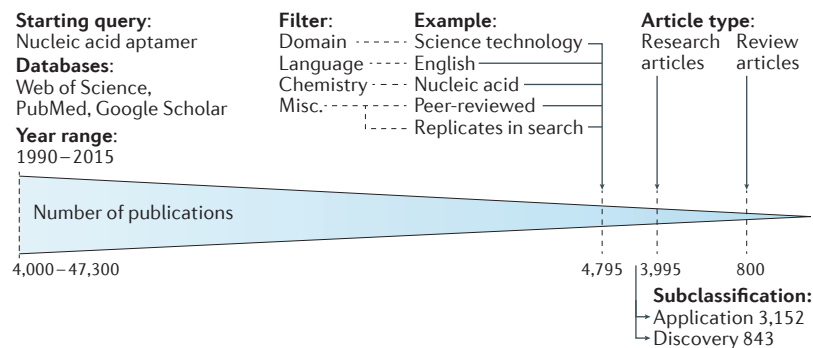 Starting query:
Nucleic acid aptamer
Databases:
Web of Science,
PubMed, Google Scholar
Year range:
1990–2015
Filter:
Domain
Language
Chemistry
Misc.
Example:
Science technology
English
Nucleic acid
Peer-reviewed
Replicates in search
Article type:
Research articles
Review articles
Number of publications
4,000–47,300
4,795
3,995
800
Subclassification:
Application 3,152
Discovery 843